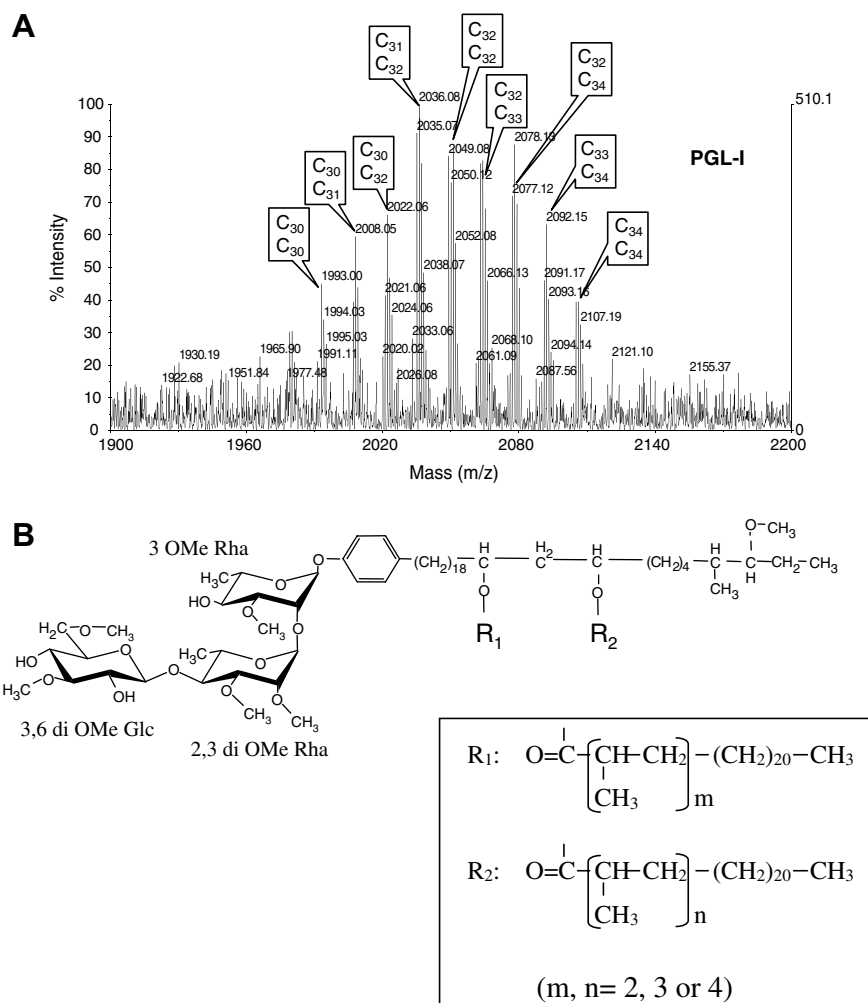 A
C31
C32
C32
C32
C32
C34
C32
C33
C30
C32
C33
C34
C30
C31
C34
C34
C30
C30
PGL-I
510.1
100
90
80
70
60
50
40
30
20
10
0
% Intensity
2036.08
2035.07
2049.08
2078.13
2050.12
2077.12
2022.06
2092.15
2008.05
2052.08
2038.07
2066.13
2091.17
1993.00
2021.06
2093.16
1994.03
2024.06
2107.19
1995.03
2033.06
2068.10
1991.11
2020.02
2061.09
2094.14
1930.19
1965.90
2121.10
1922.68
1951.84
1977.48
2026.08
2087.56
2155.37
0
1900
1960
2020
2080
2140
2200
Mass (m/z)
B
3 OMe Rha
O
(CH2)18
H
O
R1
H2
C
H
O
R2
(CH2)4
H
CH3
O-CH3
H
CH2-CH3
CH3
O
HO
O
CH3
O
H2C
O-CH3
HO
O
H3C
O
OH
O
CH3
O
O
O
CH3
CH3
3,6 di OMe Glc
2,3 di OMe Rha
R1: O=C CH-CH2 (CH2)20-CH3
CH3 m
R2: O=C CH-CH2 (CH2)20-CH3
CH3 n
(m, n= 2, 3 or 4)